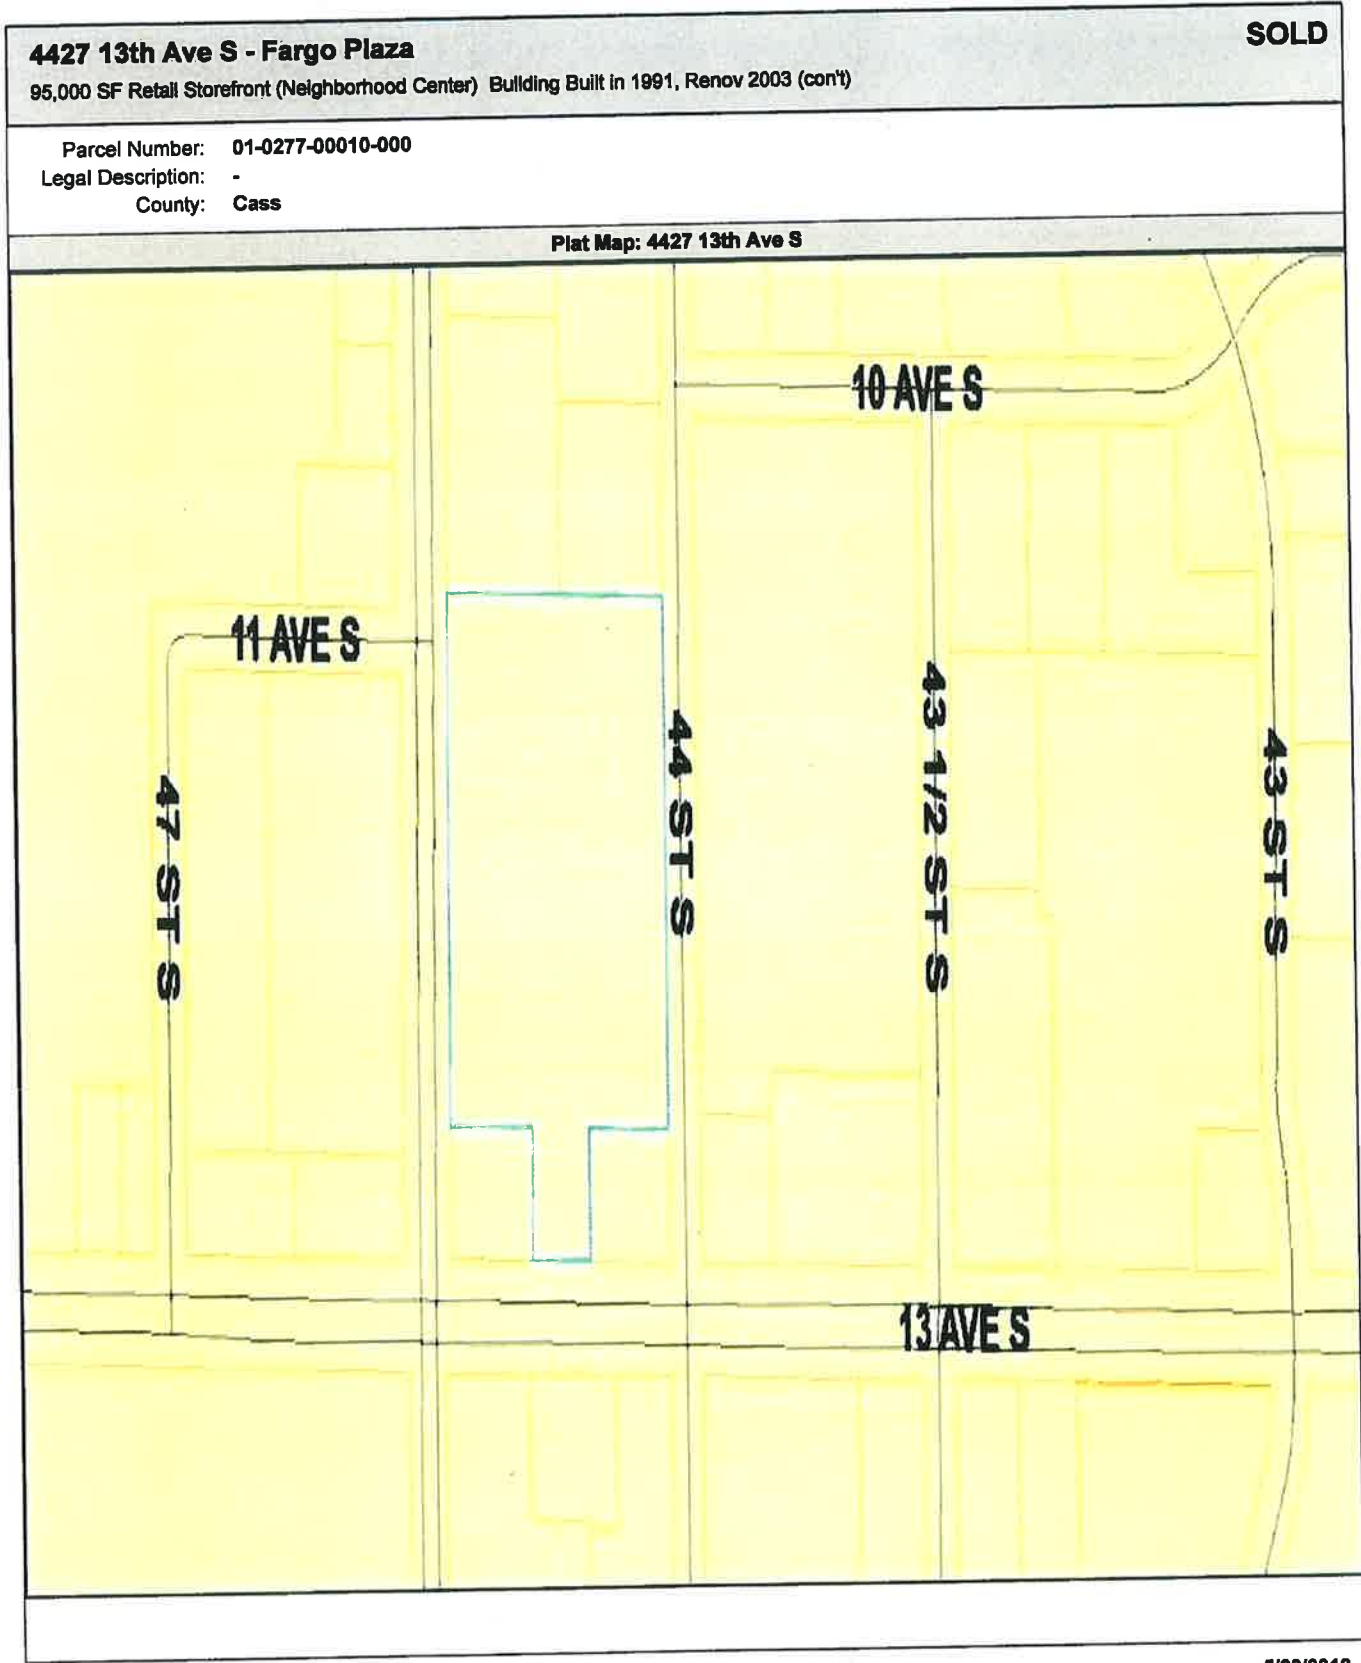 SOLD
4427 13th Ave S - Fargo Plaza
95,000 SF Retail Storefront (Neighborhood Center) Building Built in 1991, Renov 2003 (con't)
Parcel Number: 01-0277-00010-000
Legal Description: -
County: Cass
Plat Map: 4427 13th Ave S
10 AVE S
11 AVE S
47 ST S
44 ST S
43 1/2 ST S
43 ST S
13 AVE S